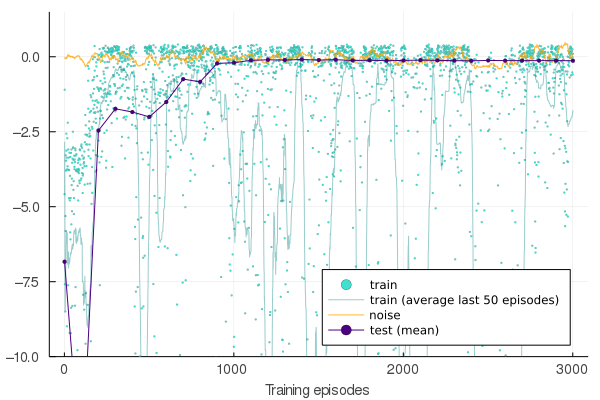 0.0
−2.5
−5.0
−7.5
−10.0
0
1000
2000
3000
Training episodes
train
train (average last 50 episodes)
noise
test (mean)